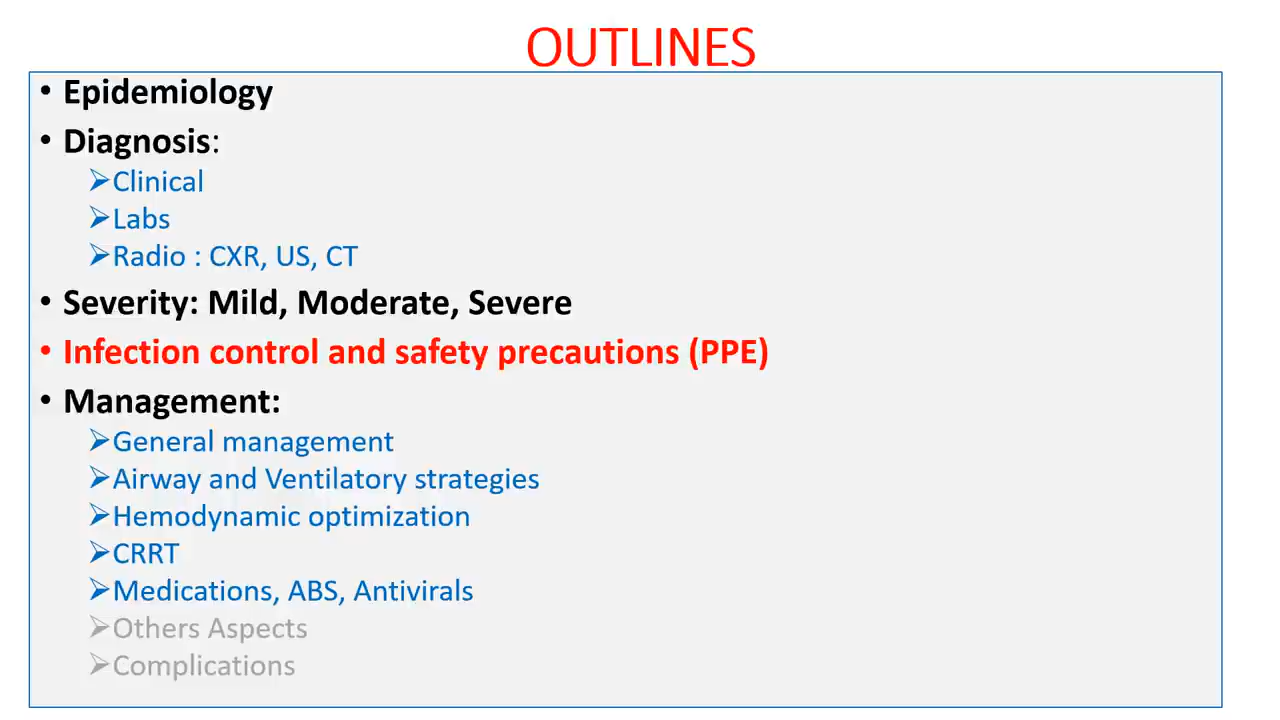 OUTLINES
• Epidemiology
• Diagnosis:
➢Clinical
➢Labs
➢Radio : CXR, US, CT
• Severity: Mild, Moderate, Severe
• Infection control and safety precautions (PPE)
• Management:
➢General management
➢Airway and Ventilatory strategies
➢Hemodynamic optimization
➢CRRT
➢Medications, ABS, Antivirals
➢Others Aspects
➢Complications